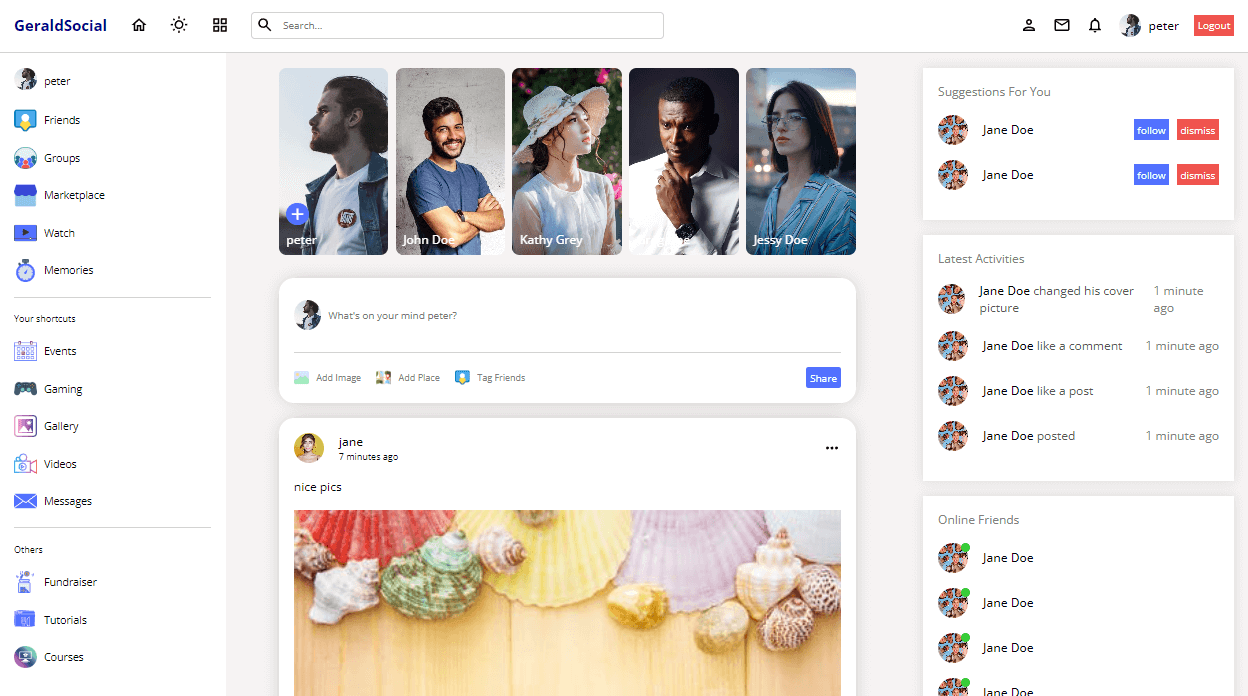 GeraldSocial
Search...
peter
Logout
peter
Friends
Groups
Marketplace
Watch
Memories
Your shortcuts
Events
Gaming
Gallery
Videos
Messages
Others
Fundraiser
Tutorials
Courses
peter
John Doe
Kathy Grey
Jessy Doe
What's on your mind peter?
Add Image
Add Place
Tag Friends
Share
jane
7 minutes ago
nice pics
Suggestions For You
Jane Doe
follow
dismiss
Jane Doe
follow
dismiss
Latest Activities
Jane Doe changed his cover
picture
1 minute
ago
Jane Doe like a comment
1 minute ago
Jane Doe like a post
1 minute ago
Jane Doe posted
1 minute ago
Online Friends
Jane Doe
Jane Doe
Jane Doe
Jane Doe